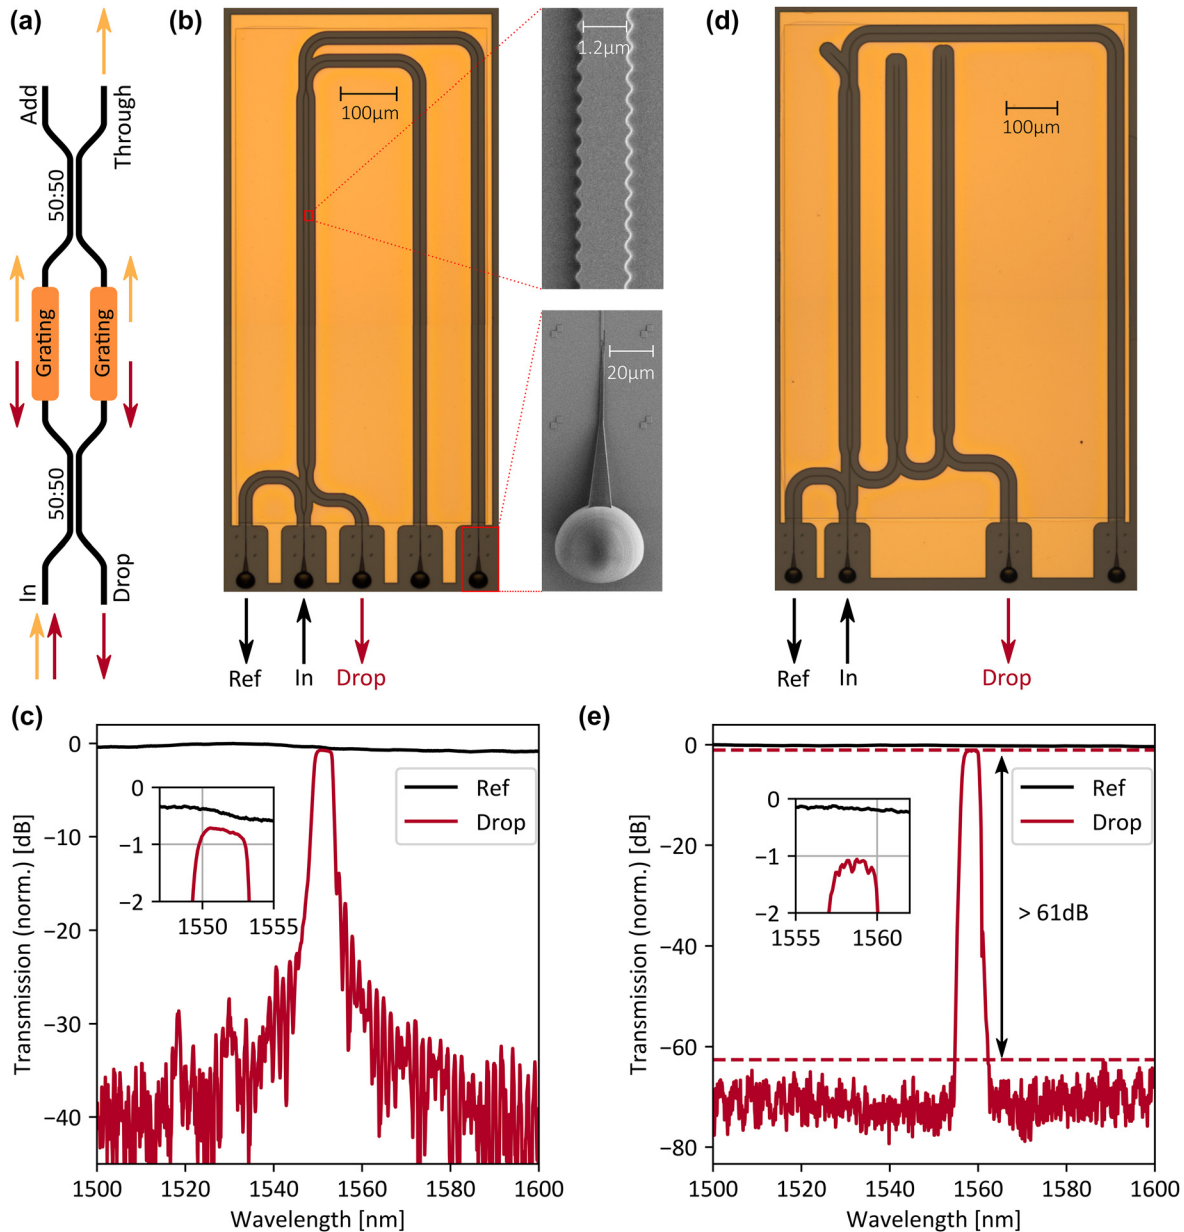 (a)
Add
Through
50:50
Grating
Grating
50:50
In
Drop
(b)
100μm
1.2μm
20μm
Ref
In
Drop
(d)
100μm
Ref
In
Drop
(c)
0
−10
−20
−30
−40
Transmission (norm.) [dB]
Ref
Drop
0
−1
−2
1550
1555
1500
1520
1540
1560
1580
1600
Wavelength [nm]
(e)
0
−20
−40
−60
−80
Transmission (norm.) [dB]
Ref
Drop
0
−1
−2
1555
1560
> 61dB
1500
1520
1540
1560
1580
1600
Wavelength [nm]